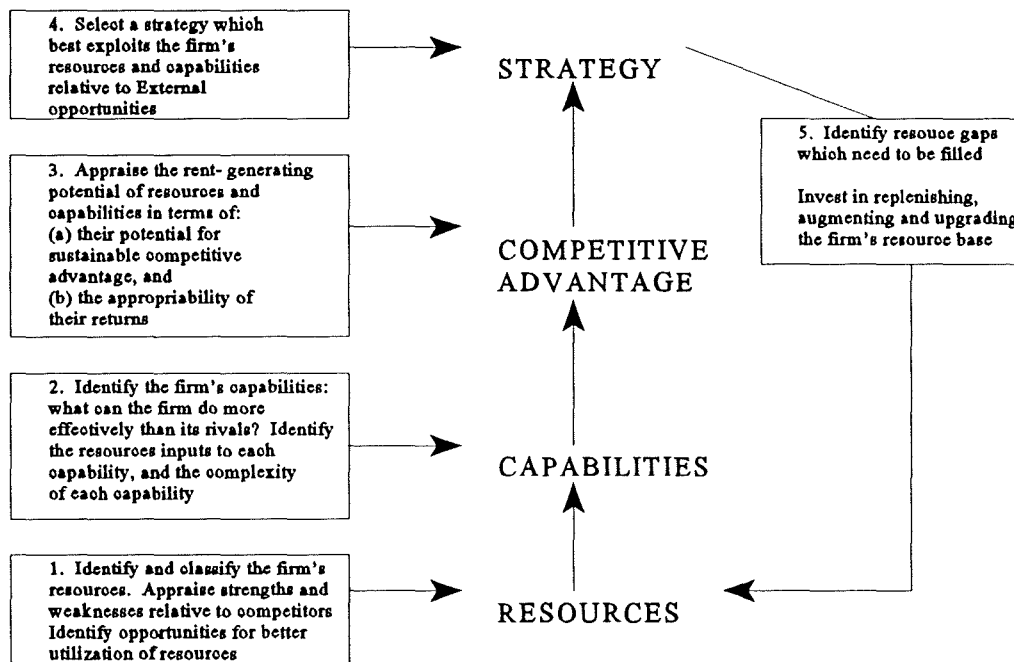 4. Select a strategy which
best exploits the firm's
resources and capabilities
relative to External
opportunities
STRATEGY
5. Identify resouce gaps
which need to be filled
Invest in replenishing,
augmenting and upgrading
the firm's resource base
3. Appraise the rent- generating
potential of resources and
capabilities in terms of:
(a) their potential for
sustainable competitive
advantage, and
(b) the appropriability of
their returns
COMPETITIVE
ADVANTAGE
2. Identify the firm's capabilities:
what can the firm do more
effectively than its rivals? Identify
the resources inputs to each
capability, and the complexity
of each capability
CAPABILITIES
1. Identify and classify the firm's
resources. Appraise strengths and
weaknesses relative to competitors
Identify opportunities for better
utilization of resources
RESOURCES